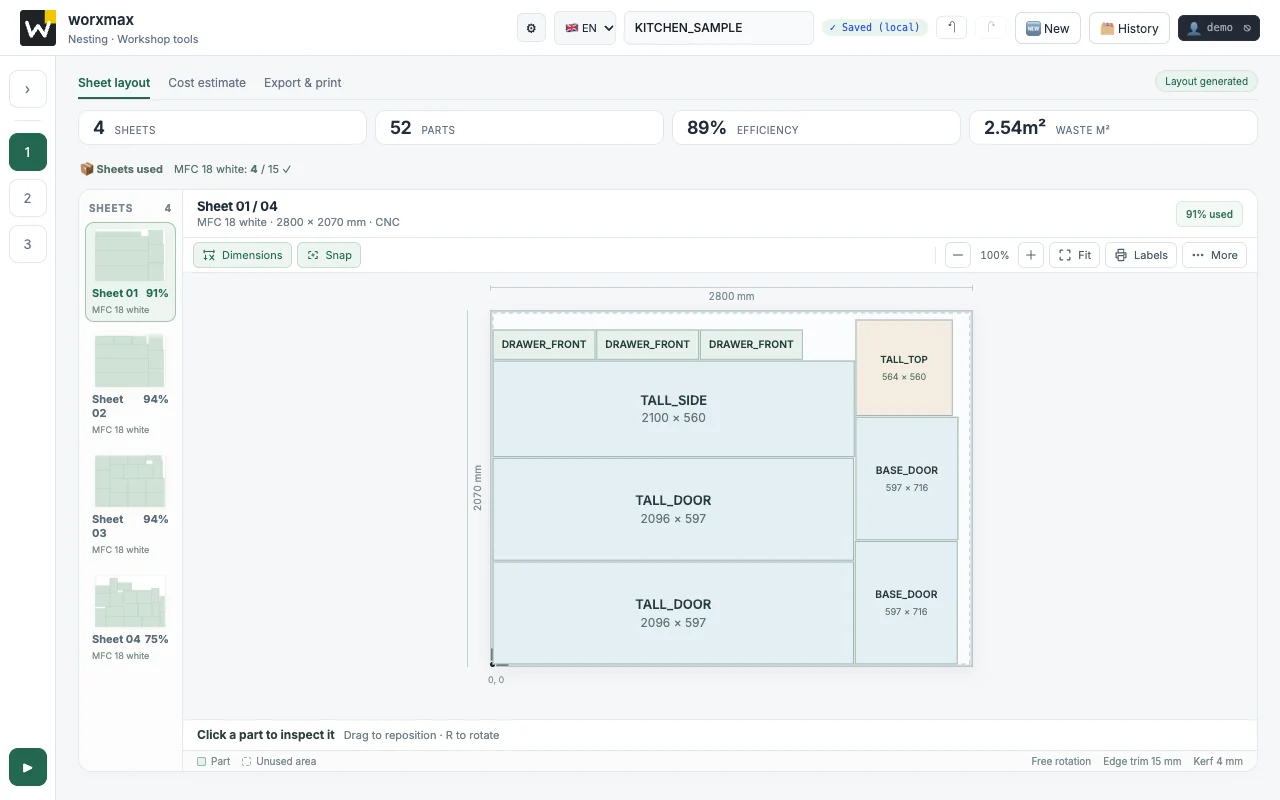 worxmax
Nesting · Workshop tools
EN
KITCHEN_SAMPLE
✓ Saved (local)
New
History
demo
Sheet layout
Cost estimate
Export & print
Layout generated
4 SHEETS
52 PARTS
89% EFFICIENCY
2.54m² WASTE M²
Sheets used MFC 18 white: 4 / 15 ✓
1
2
3
SHEETS 4
Sheet 01 91%
MFC 18 white
Sheet 02 94%
MFC 18 white
Sheet 03 94%
MFC 18 white
Sheet 04 75%
MFC 18 white
Sheet 01 / 04
MFC 18 white · 2800 × 2070 mm · CNC
91% used
Dimensions
Snap
100%
Fit
Labels
More
2800 mm
2070 mm
DRAWER_FRONT
DRAWER_FRONT
DRAWER_FRONT
TALL_TOP
564 × 560
TALL_SIDE
2100 × 560
BASE_DOOR
597 × 716
TALL_DOOR
2096 × 597
BASE_DOOR
597 × 716
TALL_DOOR
2096 × 597
0, 0
Click a part to inspect it Drag to reposition · R to rotate
Part
Unused area
Free rotation
Edge trim 15 mm
Kerf 4 mm